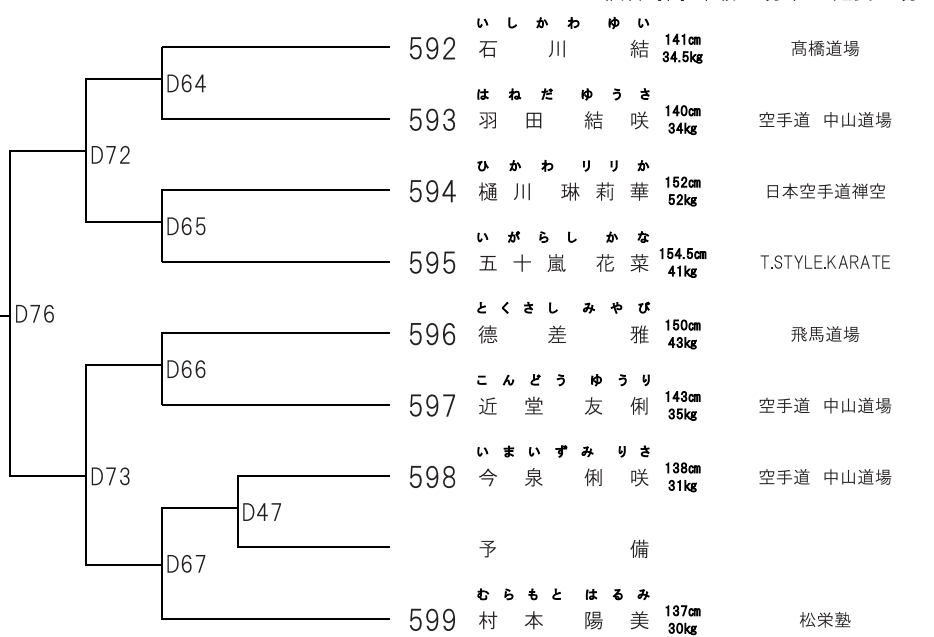 いしかわ ゆい
592 石川 結 141cm 34.5kg 髙橋道場
D64
はねだ ゆうさ
593 羽田 結咲 140cm 34kg 空手道 中山道場
D72
ひかわ リリか
594 樋川 琳莉華 152cm 52kg 日本空手道禅空
D65
いがらし かな
595 五十嵐 花菜 154.5cm 41kg T.STYLE.KARATE
D76
とくさし みやび
596 德差 雅 150cm 43kg 飛馬道場
D66
こんどう ゆうり
597 近堂 友俐 143cm 35kg 空手道 中山道場
いまいずみ りさ
598 今泉 俐咲 138cm 31kg 空手道 中山道場
D73
D47
予備
D67
むらもと はるみ
599 村本 陽美 137cm 30kg 松栄塾